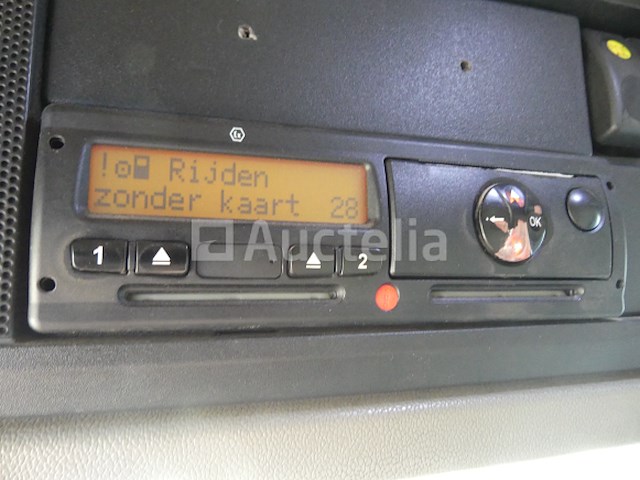 ! Rijden
zonder kaart 28
Auctelia
1
2
OK